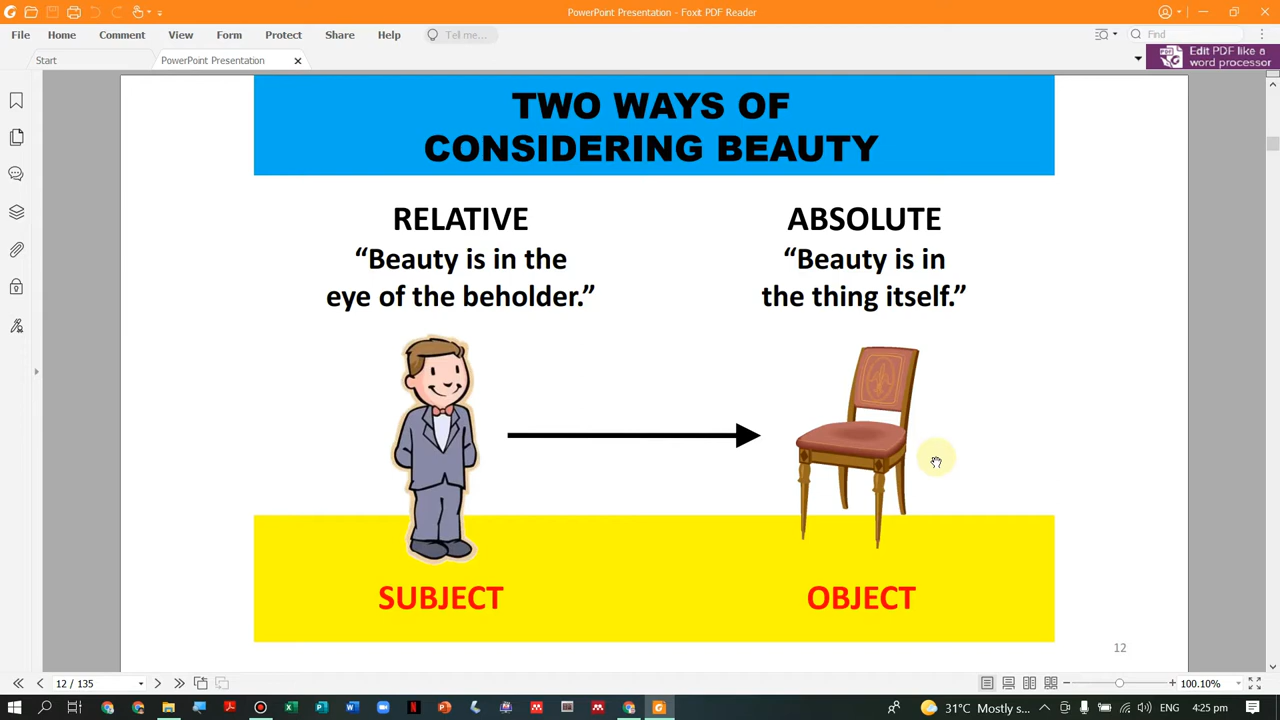 PowerPoint Presentation - Foxit PDF Reader
File Home Comment View Form Protect Share Help Tell me... Find
Edit PDF like a
word processor
Start PowerPoint Presentation
TWO WAYS OF
CONSIDERING BEAUTY
RELATIVE
“Beauty is in the
eye of the beholder.”
ABSOLUTE
“Beauty is in
the thing itself.”
SUBJECT
OBJECT
12
12 / 135
100.10%
31°C Mostly s... 4:25 pm